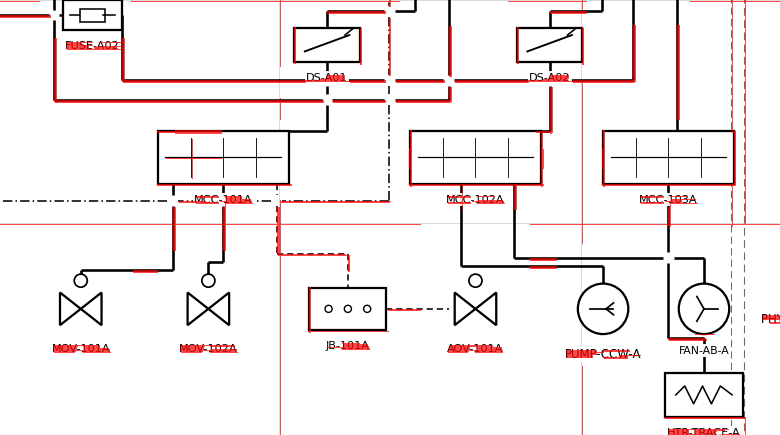 FUSE-A02
DS-A01
DS-A02
MCC-101A
MCC-102A
MCC-103A
MOV-101A
MOV-102A
JB-101A
AOV-101A
PUMP-CCW-A
FAN-AB-A
HTR-TRACE-A